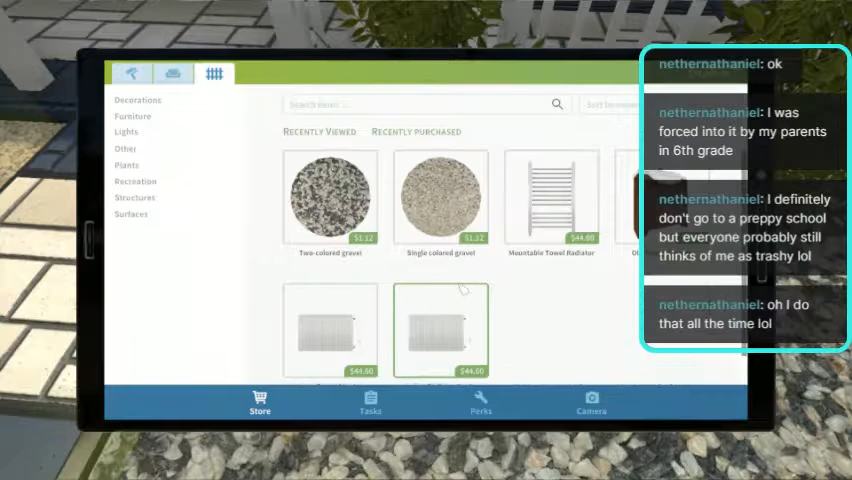 Decorations
Furniture
Lights
Other
Plants
Recreation
Structures
Surfaces
Search items ...
RECENTLY VIEWED RECENTLY PURCHASED
$1.12
$1.12
$44.60
Two-colored gravel
Single colored gravel
Mountable Towel Radiator
$44.60
$44.60
Store
Tasks
Perks
Camera
nethernathaniel: ok
nethernathaniel: I was
forced into it by my parents
in 6th grade
nethernathaniel: I definitely
don't go to a preppy school
but everyone probably still
thinks of me as trashy lol
nethernathaniel: oh I do
that all the time lol